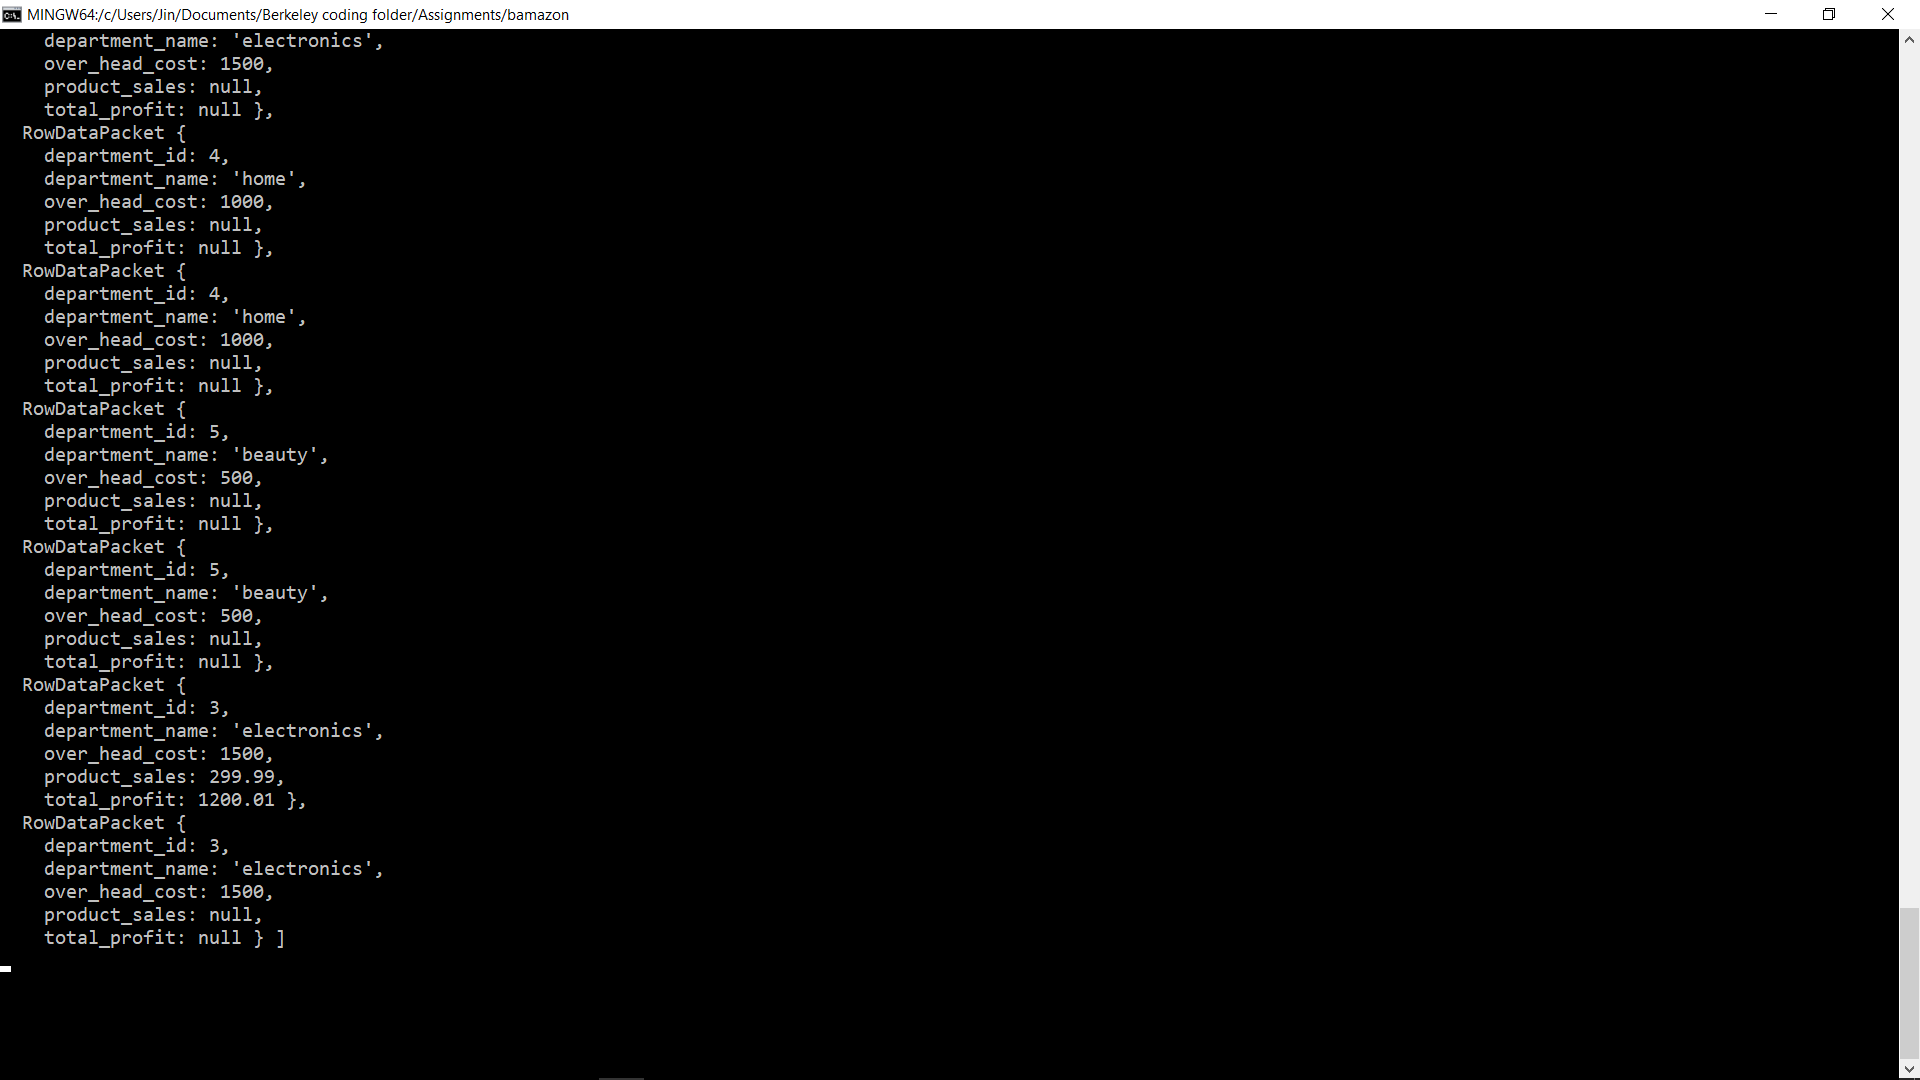 MINGW64:/c/Users/Jin/Documents/Berkeley coding folder/Assignments/bamazon
department_name: 'electronics',
over_head_cost: 1500,
product_sales: null,
total_profit: null },
RowDataPacket {
department_id: 4,
department_name: 'home',
over_head_cost: 1000,
product_sales: null,
total_profit: null },
RowDataPacket {
department_id: 4,
department_name: 'home',
over_head_cost: 1000,
product_sales: null,
total_profit: null },
RowDataPacket {
department_id: 5,
department_name: 'beauty',
over_head_cost: 500,
product_sales: null,
total_profit: null },
RowDataPacket {
department_id: 5,
department_name: 'beauty',
over_head_cost: 500,
product_sales: null,
total_profit: null },
RowDataPacket {
department_id: 3,
department_name: 'electronics',
over_head_cost: 1500,
product_sales: 299.99,
total_profit: 1200.01 },
RowDataPacket {
department_id: 3,
department_name: 'electronics',
over_head_cost: 1500,
product_sales: null,
total_profit: null } ]